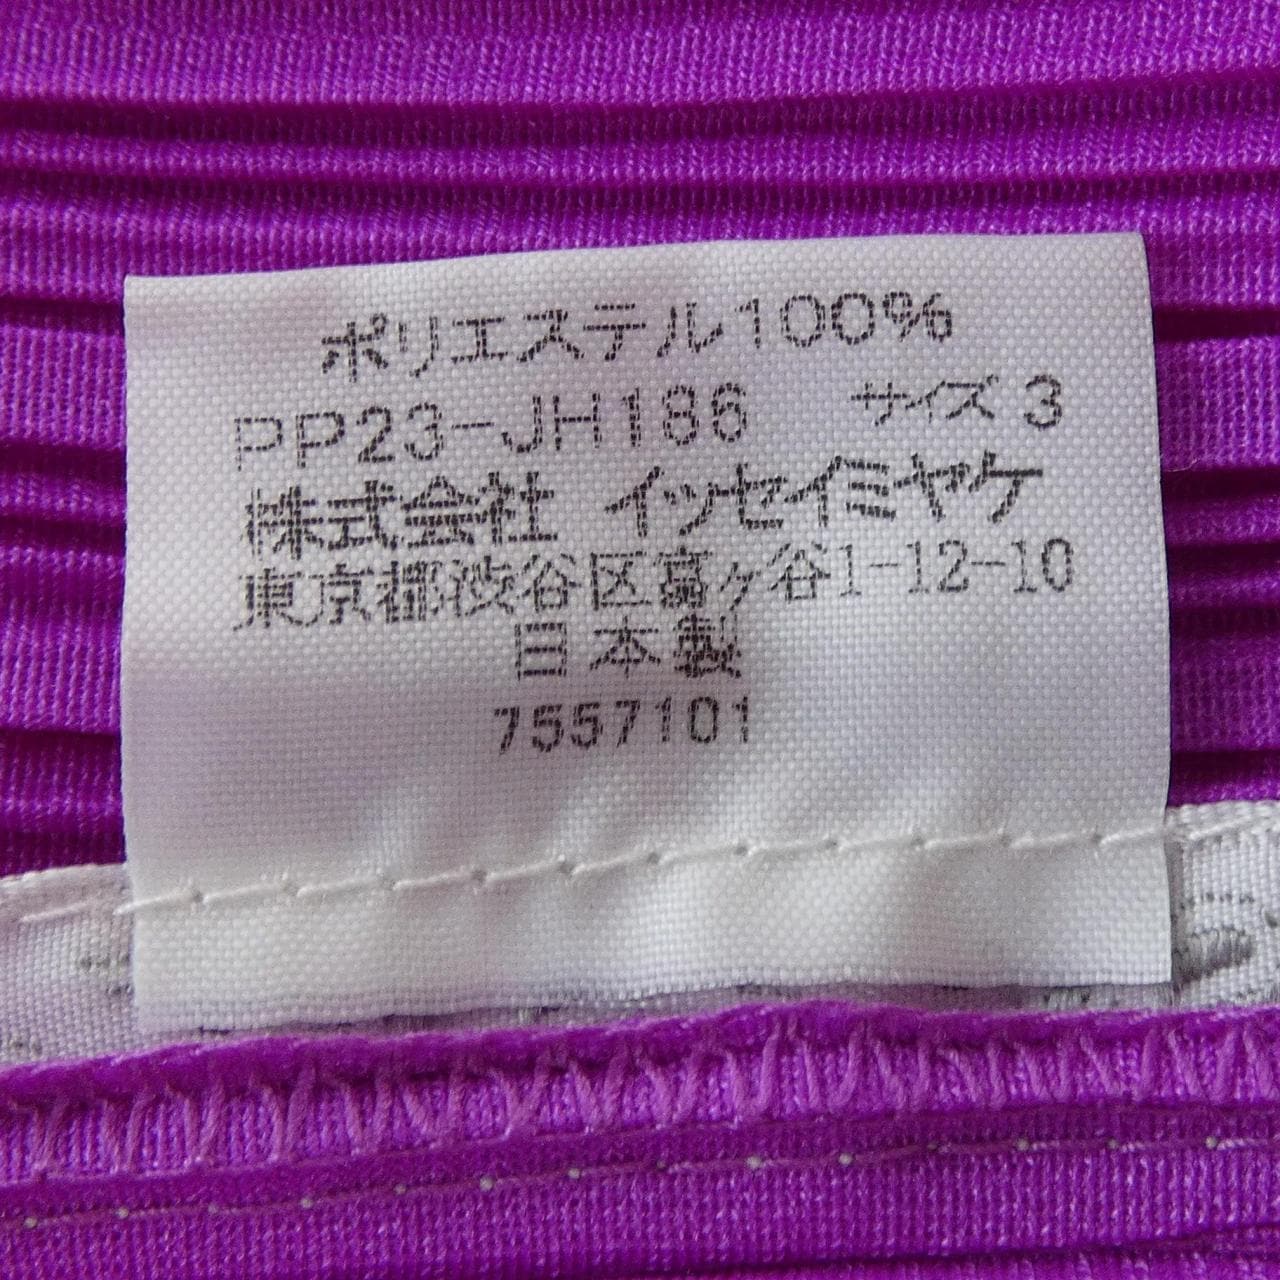 ポリエステル100%
PP23-JH186 サイズ 3
株式会社 イッセイミヤケ
東京都渋谷区富ヶ谷1-12-10
日本製
7557101